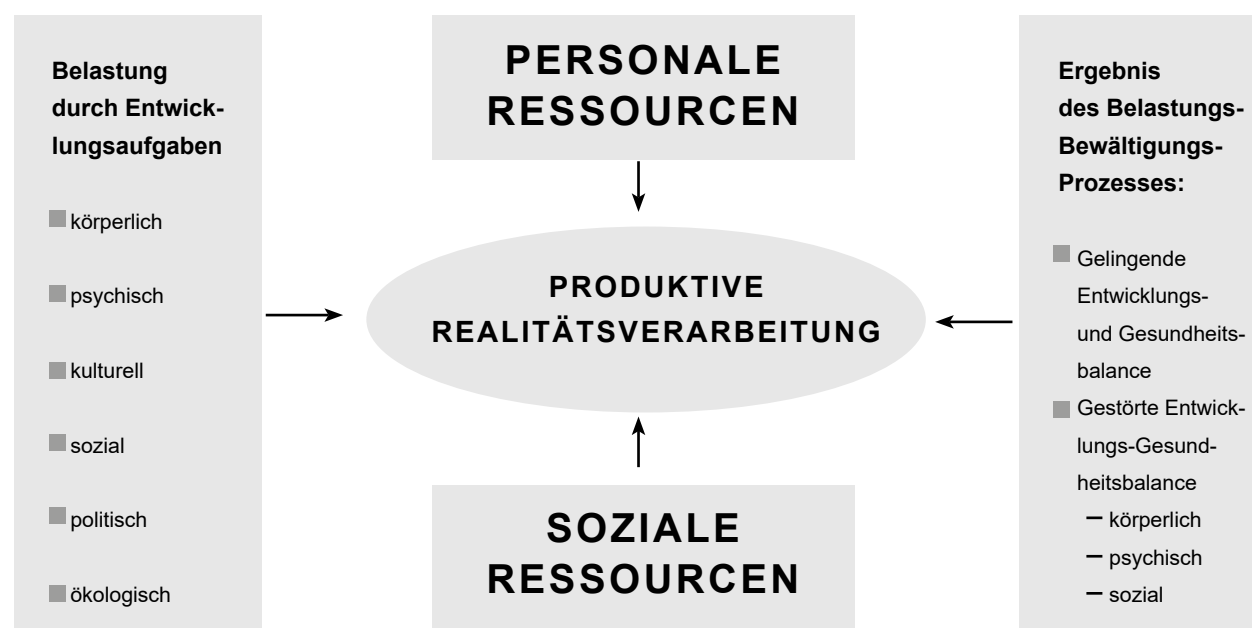 Belastung
durch Entwick-
lungsaufgaben
körperlich
psychisch
kulturell
sozial
politisch
ökologisch
PERSONALE
RESSOURCEN
PRODUKTIVE
REALITÄTSVERARBEITUNG
SOZIALE
RESSOURCEN
Ergebnis
des Belastungs-
Bewältigungs-
Prozesses:
Gelingende
Entwicklungs-
und Gesundheits-
balance
Gestörte Entwick-
lungs-Gesund-
heitsbalance
– körperlich
– psychisch
– sozial